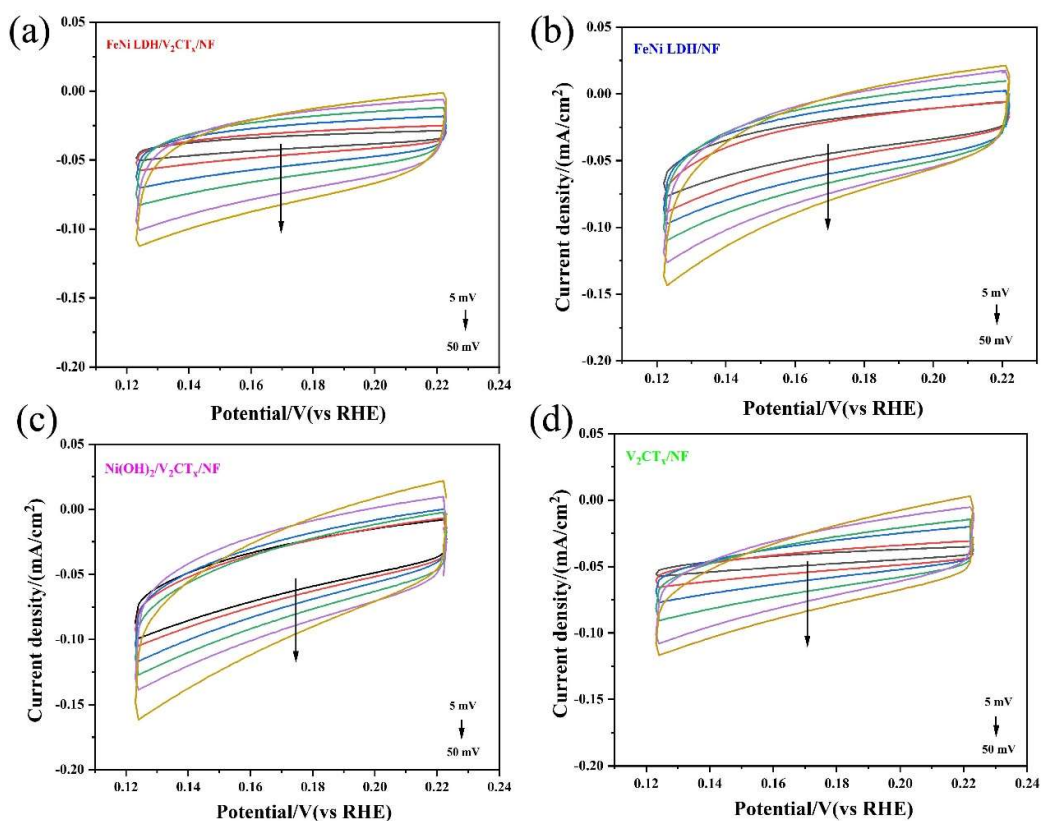 (a)
FeNi LDH/V₂CTₓ/NF
0.05
0.00
-0.05
-0.10
-0.15
-0.20
5 mV
50 mV
0.12 0.14 0.16 0.18 0.20 0.22 0.24
Potential/V(vs RHE)
(b)
FeNi LDH/NF
Current density/(mA/cm²)
0.05
0.00
-0.05
-0.10
-0.15
-0.20
5 mV
50 mV
0.12 0.14 0.16 0.18 0.20 0.22
Potential/V(vs RHE)
(c)
Ni(OH)₂/V₂CTₓ/NF
Current density/(mA/cm²)
0.05
0.00
-0.05
-0.10
-0.15
-0.20
5 mV
50 mV
0.12 0.14 0.16 0.18 0.20 0.22 0.24
Potential/V(vs RHE)
(d)
V₂CTₓ/NF
Current density/(mA/cm²)
0.05
0.00
-0.05
-0.10
-0.15
-0.20
5 mV
50 mV
0.12 0.14 0.16 0.18 0.20 0.22 0.24
Potential/V(vs RHE)